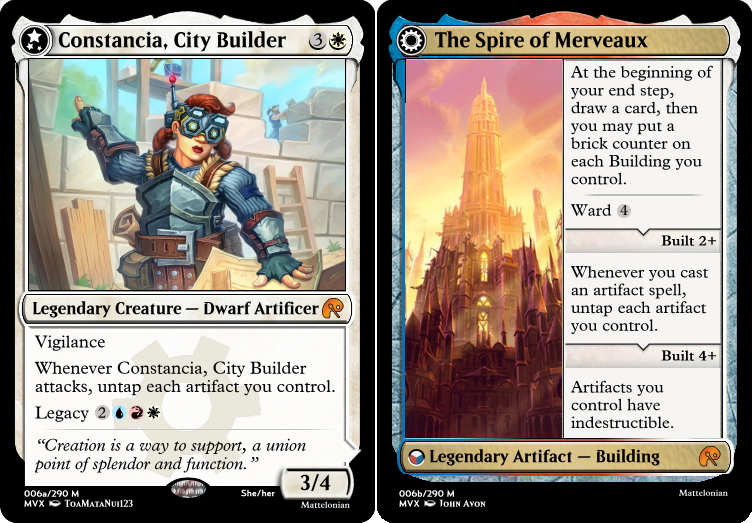 Constancia, City Builder 3
Legendary Creature — Dwarf Artificer
Vigilance
Whenever Constancia, City Builder
attacks, untap each artifact you control.
Legacy 2
“Creation is a way to support, a union
point of splendor and function.”
3/4
006a/290 M
She/her
MVX ToaMataNui123
Mattelonian
The Spire of Merveaux
At the beginning of
your end step,
draw a card, then
you may put a
brick counter on
each Building you
control.
Ward 4
Built 2+
Whenever you cast
an artifact spell,
untap each artifact
you control.
Built 4+
Artifacts you
control have
indestructible.
Legendary Artifact — Building
006b/290 M
Mattelonian
MVX John Avon